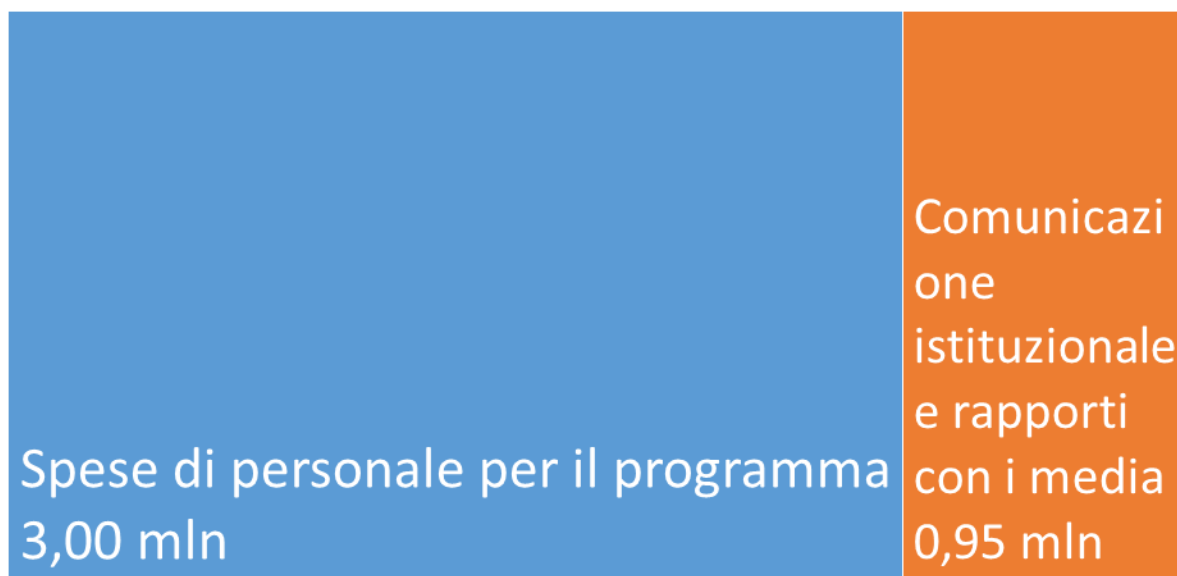 Spese di personale per il programma
3,00 mln
Comunicazi
one
istituzionale
e rapporti
con i media
0,95 mln